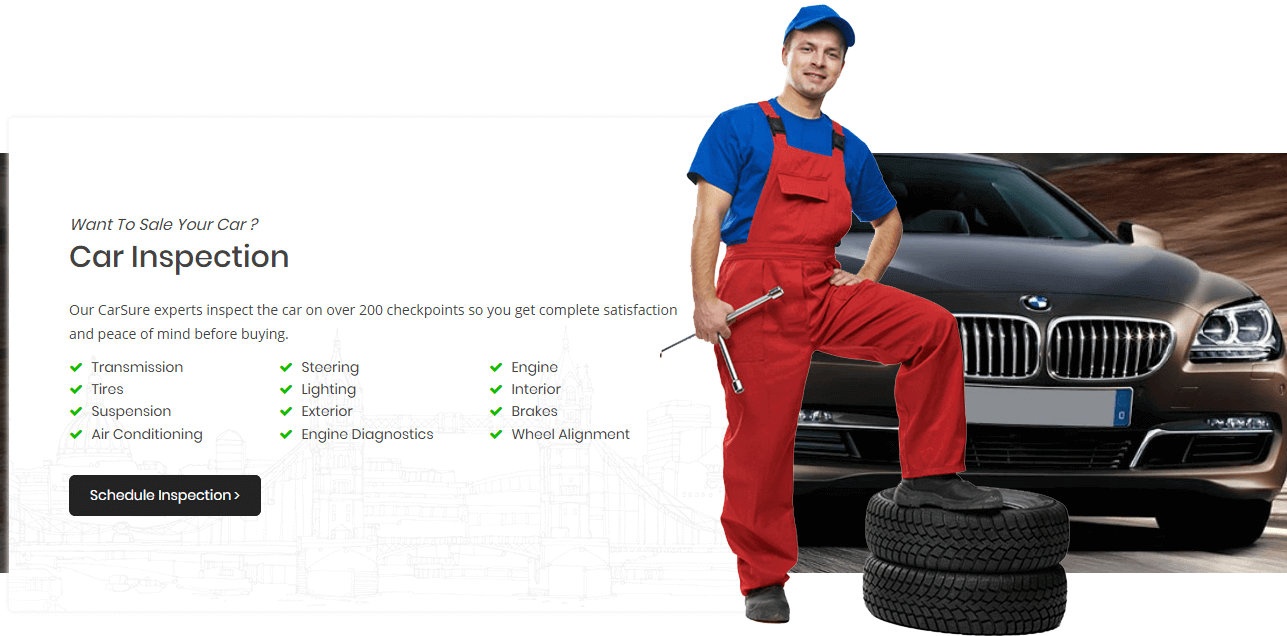 Want To Sale Your Car ?
Car Inspection
Our CarSure experts inspect the car on over 200 checkpoints so you get complete satisfaction
and peace of mind before buying.
Transmission
Steering
Engine
Tires
Lighting
Interior
Suspension
Exterior
Brakes
Air Conditioning
Engine Diagnostics
Wheel Alignment
Schedule Inspection >